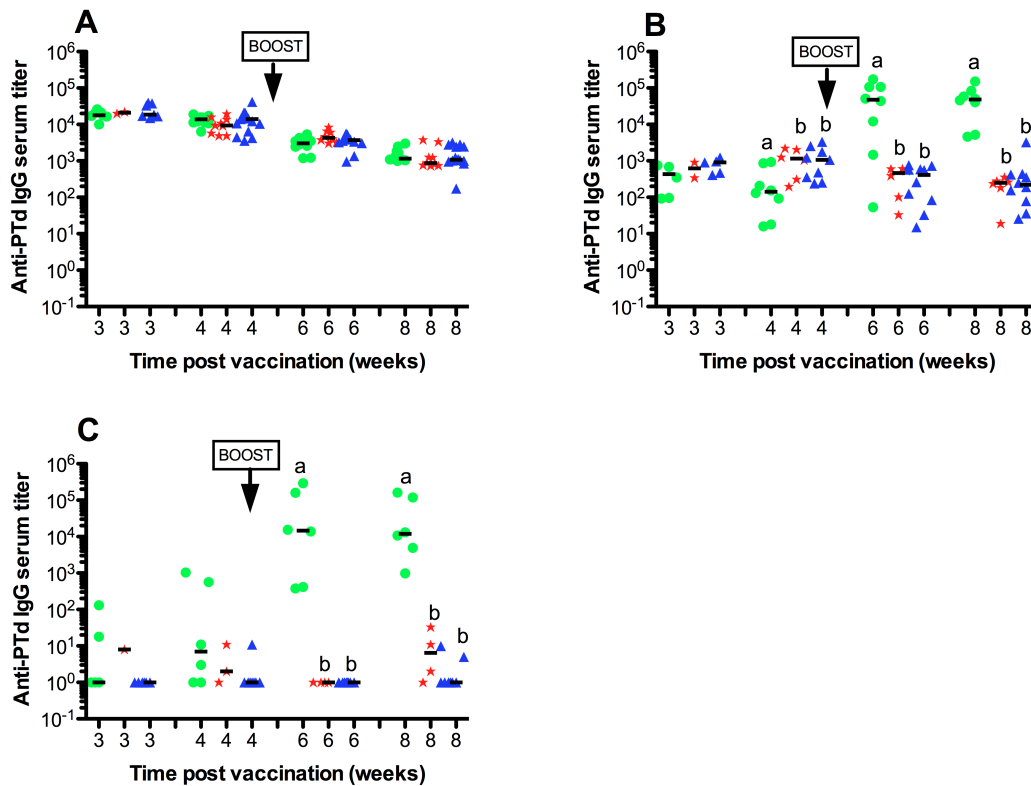 A
BOOST
Anti-PTd IgG serum titer
10^6
10^5
10^4
10^3
10^2
10^1
10^0
10^-1
3 3 3 4 4 4 6 6 6 8 8 8
Time post vaccination (weeks)
B
BOOST
Anti-PTd IgG serum titer
10^6
10^5
10^4
10^3
10^2
10^1
10^0
10^-1
a a
a b b
b b
b b
3 3 3 4 4 4 6 6 6 8 8 8
Time post vaccination (weeks)
C
BOOST
Anti-PTd IgG serum titer
10^6
10^5
10^4
10^3
10^2
10^1
10^0
10^-1
a a
b b
b b
3 3 3 4 4 4 6 6 6 8 8 8
Time post vaccination (weeks)